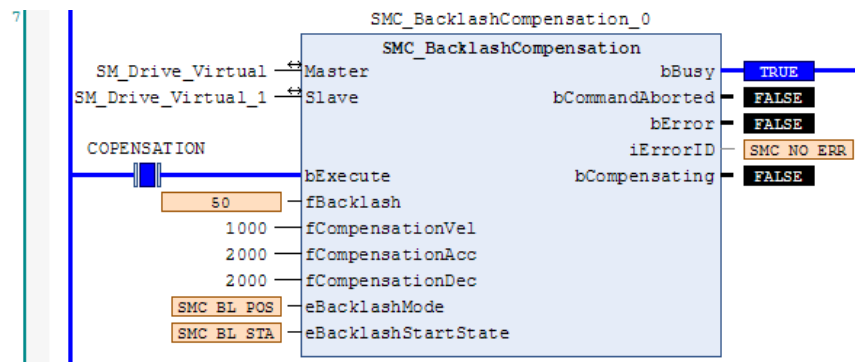 7
SMC_BacklashCompensation_0
SMC_BacklashCompensation
SM_Drive_Virtual Master bBusy TRUE
SM_Drive_Virtual_1 Slave bCommandAborted FALSE
bError FALSE
COPENSATION iErrorID SMC NO ERR
bExecute bCompensating FALSE
50 fBacklash
1000 fCompensationVel
2000 fCompensationAcc
2000 fCompensationDec
SMC BL POS eBacklashMode
SMC BL STA eBacklashStartState